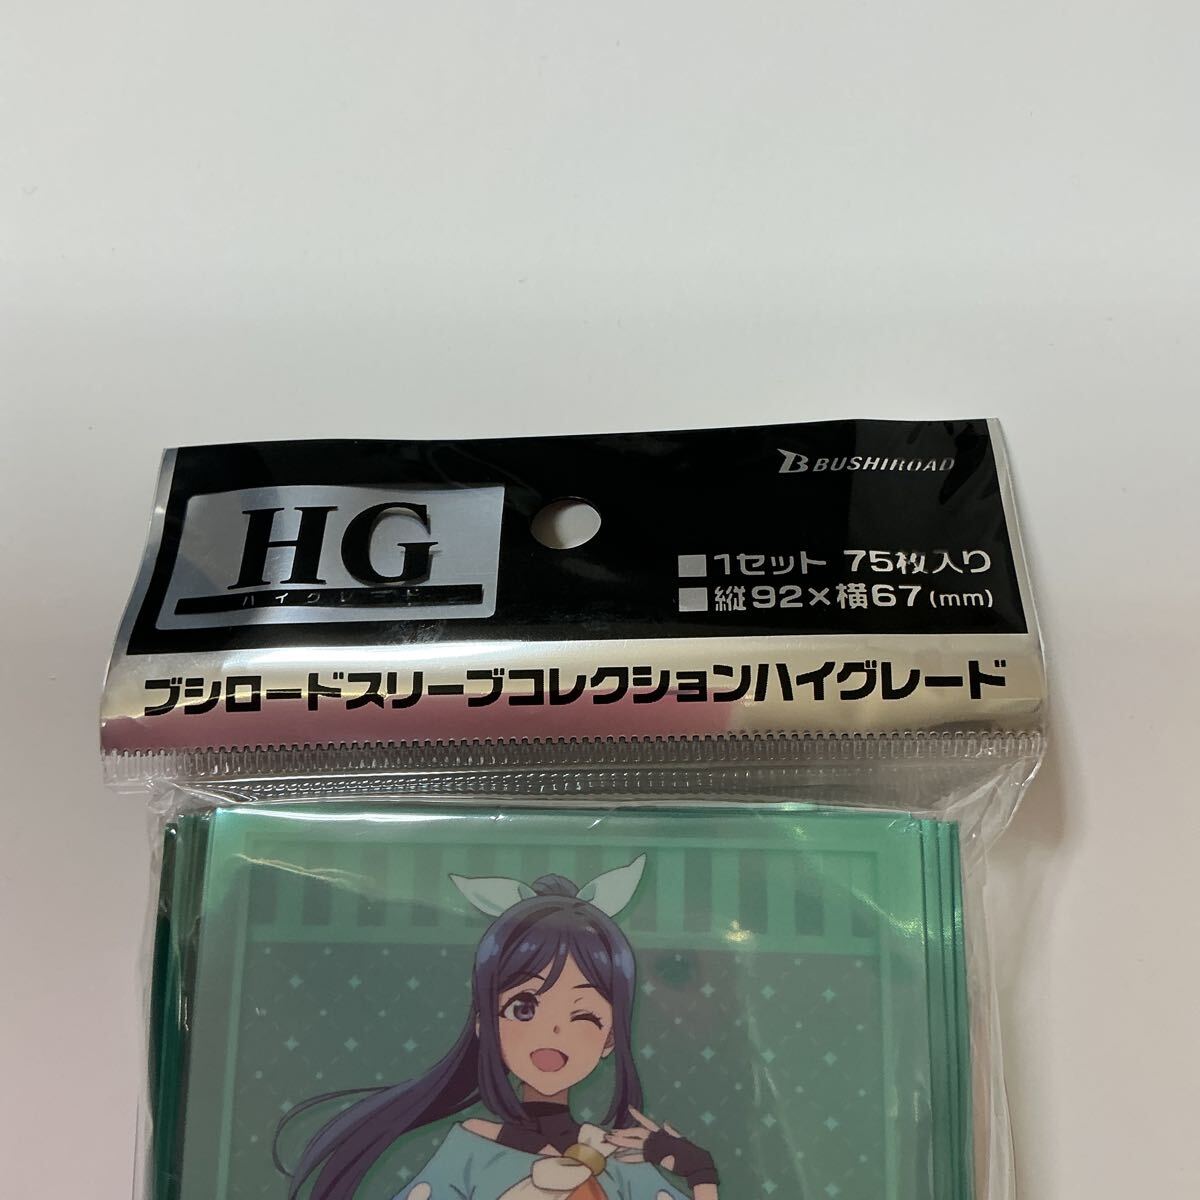 BUSHIROAD
HG
ハイグレード
■1セット 75枚入り
■縦92×横67(mm)
ブシロードスリーブコレクションハイグレード